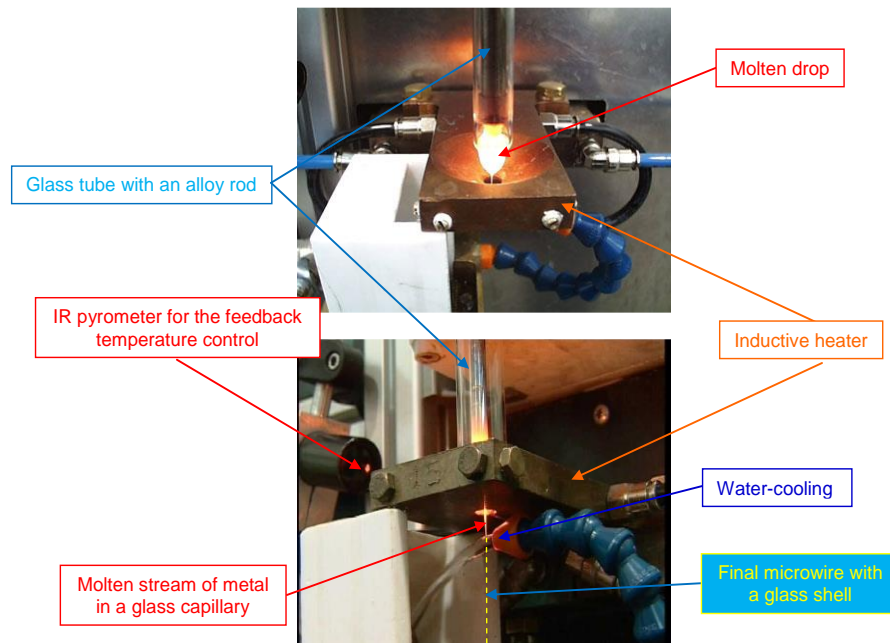 Molten drop
Glass tube with an alloy rod
IR pyrometer for the feedback
temperature control
Inductive heater
Water-cooling
Molten stream of metal
in a glass capillary
Final microwire with
a glass shell